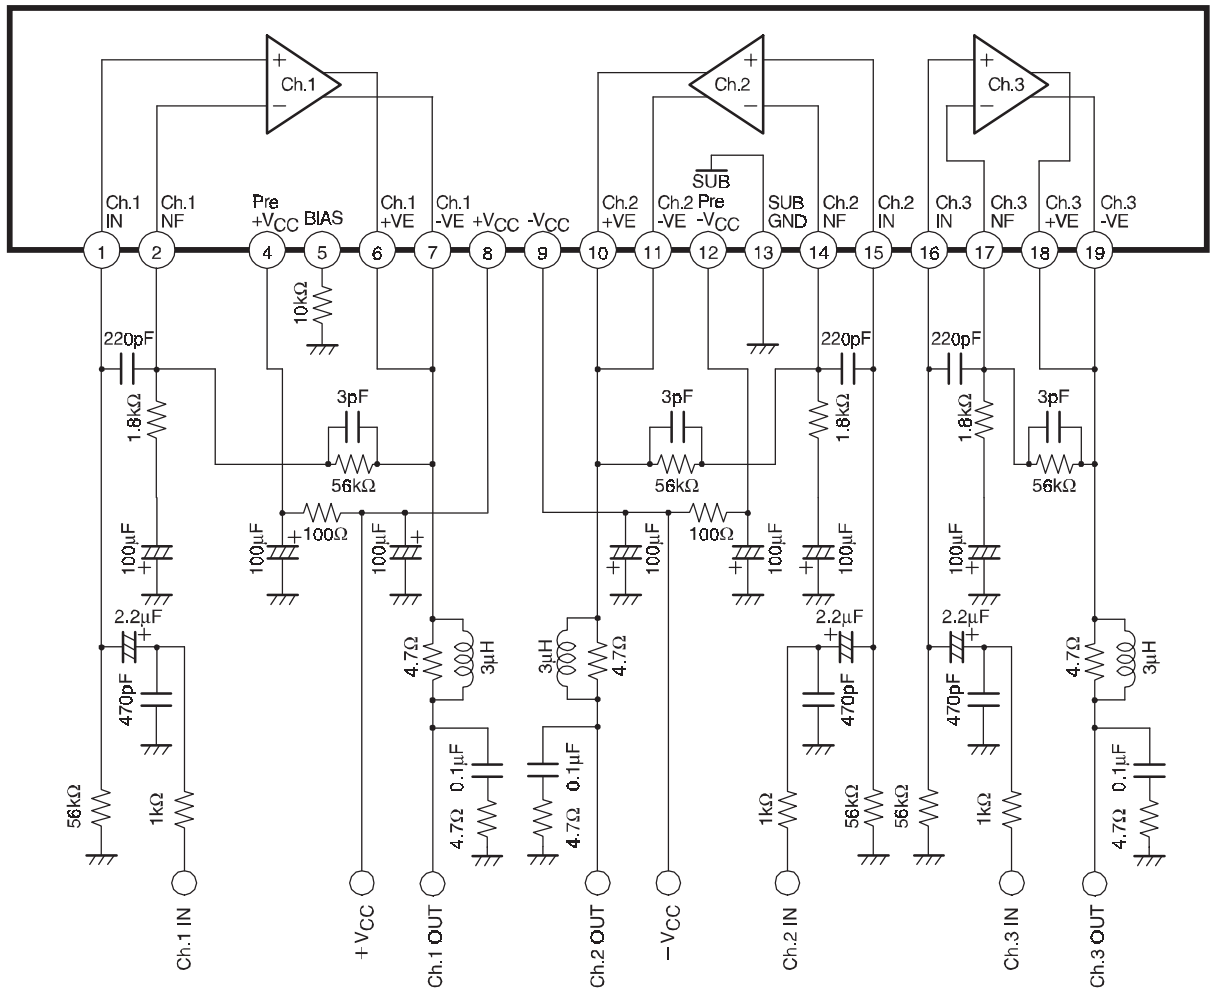 Ch.1
Ch.2
Ch.3
+
−
+
−
+
−
SUB
Ch.1 IN
Ch.1 NF
Pre +VCC
BIAS
Ch.1 +VE
Ch.1 -VE
+VCC
-VCC
Ch.2 +VE
Ch.2 -VE
Pre -VCC
SUB GND
Ch.2 NF
Ch.2 IN
Ch.3 IN
Ch.3 NF
Ch.3 +VE
Ch.3 -VE
1
2
4
5
6
7
8
9
10
11
12
13
14
15
16
17
18
19
10kΩ
220pF
220pF
220pF
1.8kΩ
3pF
3pF
1.8kΩ
1.8kΩ
3pF
56kΩ
56kΩ
56kΩ
100Ω
100Ω
100µF
+
100µF
+
100µF
+
100µF
+
100µF
+
100µF
+
100µF
+
2.2µF
+
2.2µF
+
2.2µF
+
4.7Ω
3µH
3µH
4.7Ω
4.7Ω
3µH
470pF
470pF
470pF
0.1µF
0.1µF
0.1µF
56kΩ
1kΩ
4.7Ω
4.7Ω
1kΩ
56kΩ
56kΩ
1kΩ
4.7Ω
Ch.1 IN
+VCC
Ch.1 OUT
Ch.2 OUT
−VCC
Ch.2 IN
Ch.3 IN
Ch.3 OUT